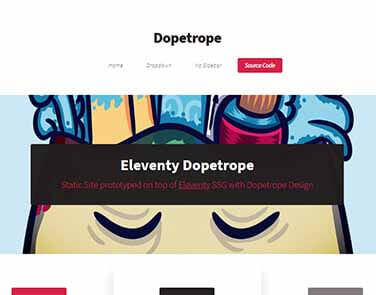 Dopetrope
Home Dropdown No Sidebar Source Code
Eleventy Dopetrope
Static Site prototyped on top of Eleventy SSG with Dopetrope Design